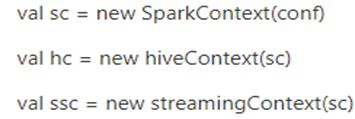 val sc = new SparkContext(conf)
val hc = new hiveContext(sc)
val ssc = new streamingContext(sc)